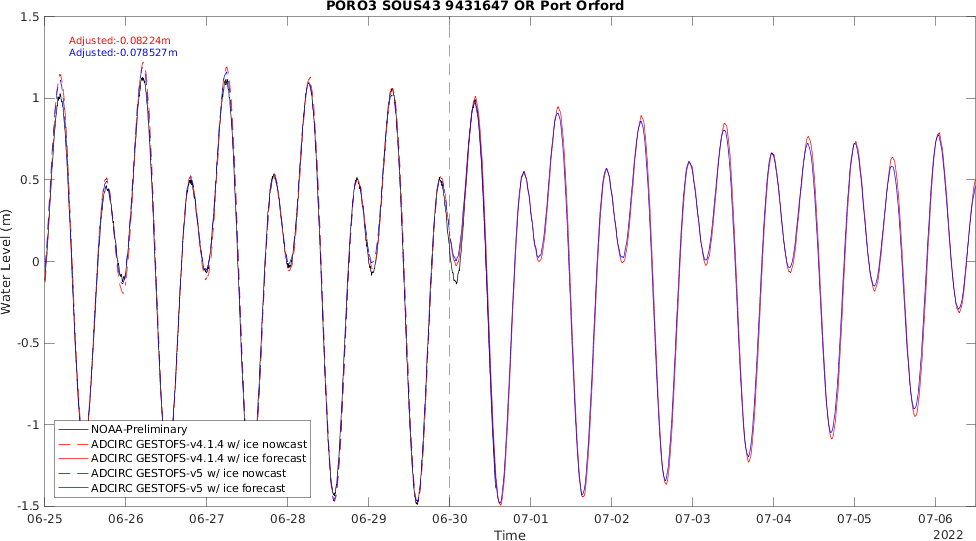 PORO3 SOUS43 9431647 OR Port Orford
Adjusted:-0.08224m
Adjusted:-0.078527m
1.5
1
0.5
0
-0.5
-1
-1.5
Water Level (m)
NOAA-Preliminary
ADCIRC GESTOFS-v4.1.4 w/ ice nowcast
ADCIRC GESTOFS-v4.1.4 w/ ice forecast
ADCIRC GESTOFS-v5 w/ ice nowcast
ADCIRC GESTOFS-v5 w/ ice forecast
06-25 06-26 06-27 06-28 06-29 06-30 07-01 07-02 07-03 07-04 07-05 07-06
Time
2022